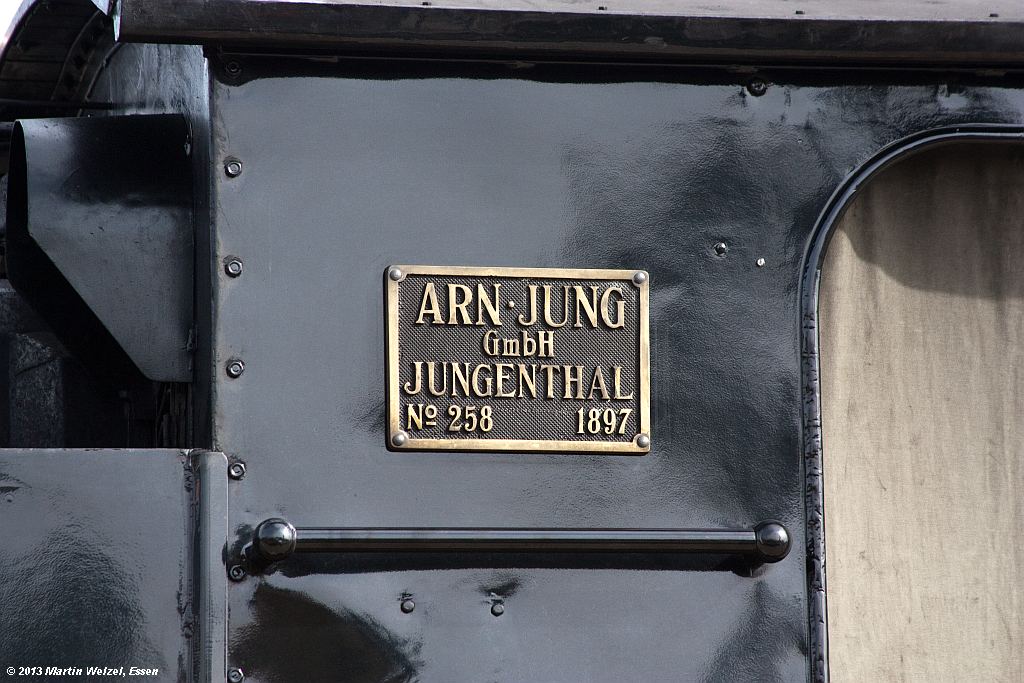 ARN·JUNG
GmbH
JUNGENTHAL
Nº 258 1897
© 2013 Martin Welzel, Essen